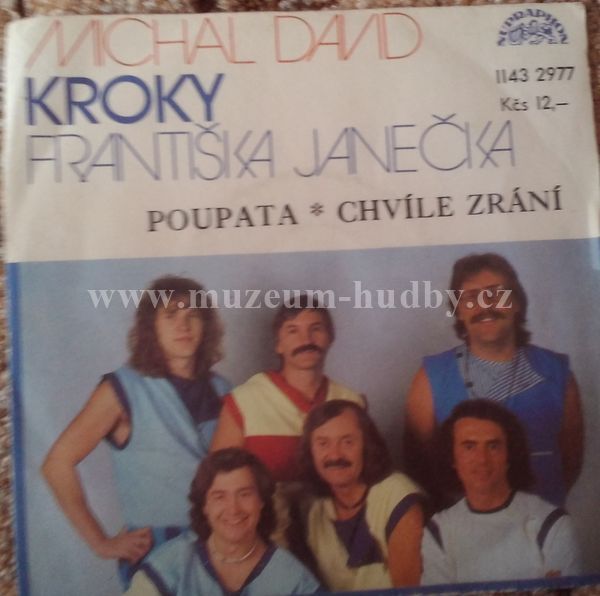 MICHAL DAVID
SUPRAPHON
KROKY
1143 2977
Kčs 12,–
FRANTIŠKA JANEČKA
POUPATA * CHVÍLE ZRÁNÍ
www.muzeum-hudby.cz